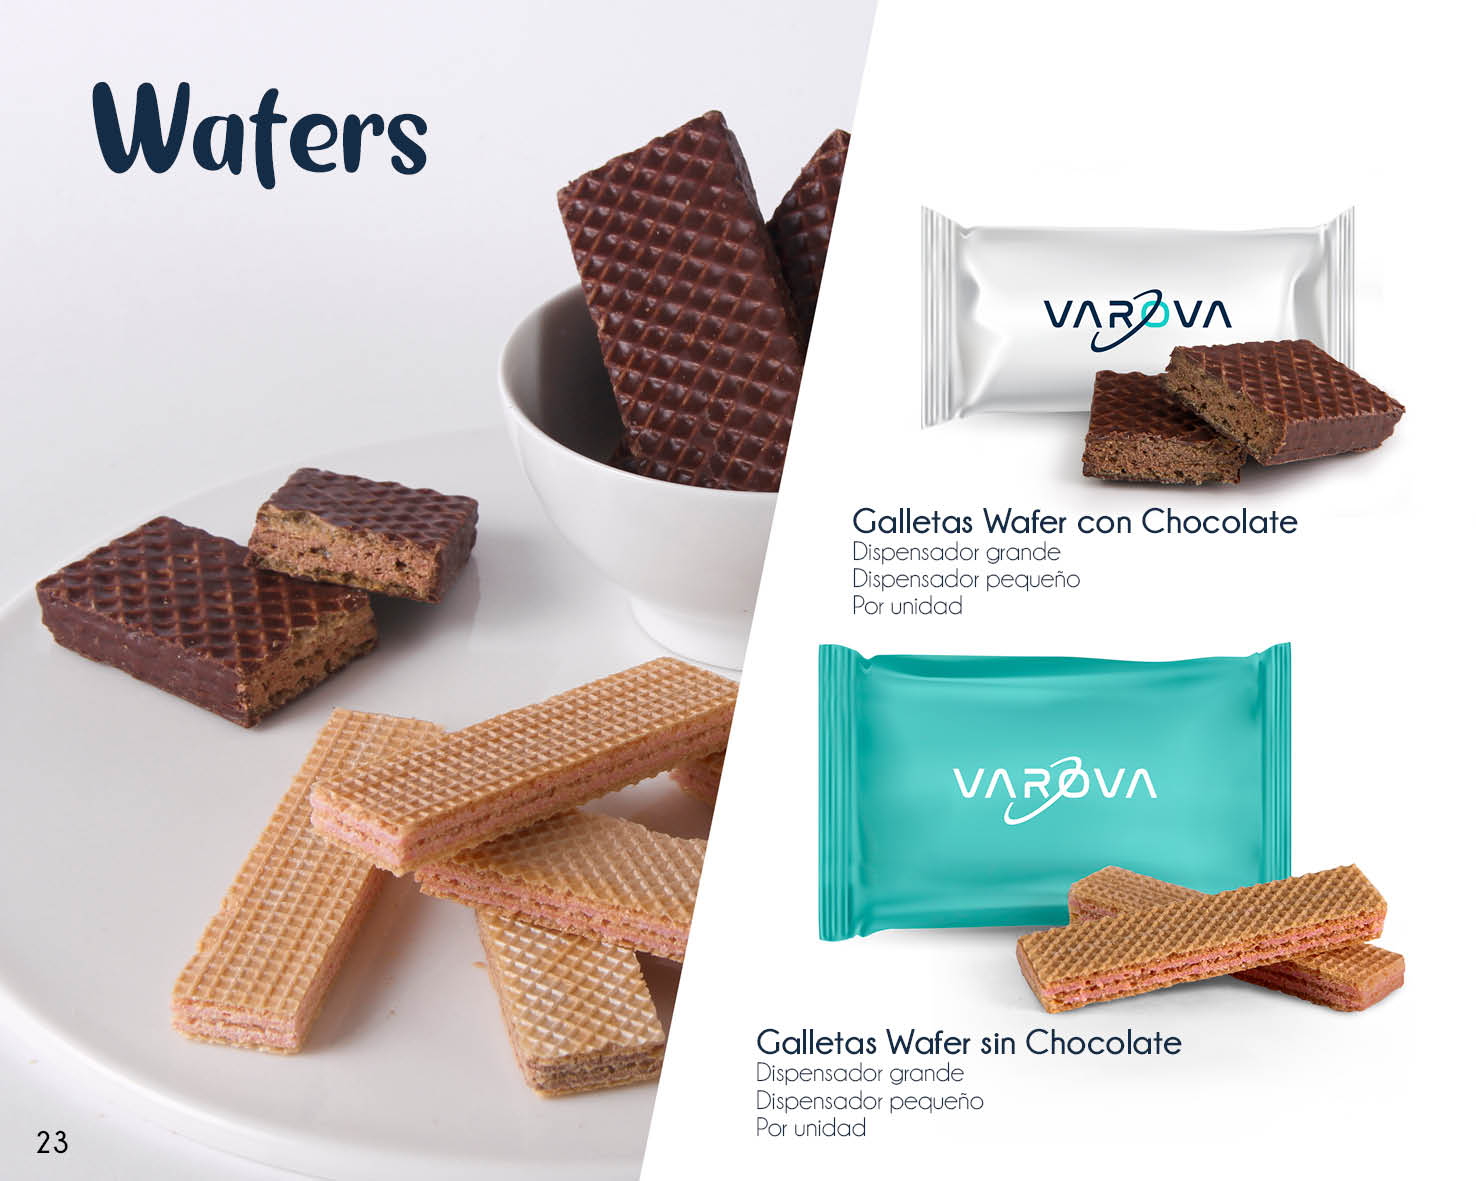 Wafers
VAROVA
Galletas Wafer con Chocolate
Dispensador grande
Dispensador pequeño
Por unidad
VAROVA
Galletas Wafer sin Chocolate
Dispensador grande
Dispensador pequeño
Por unidad
23